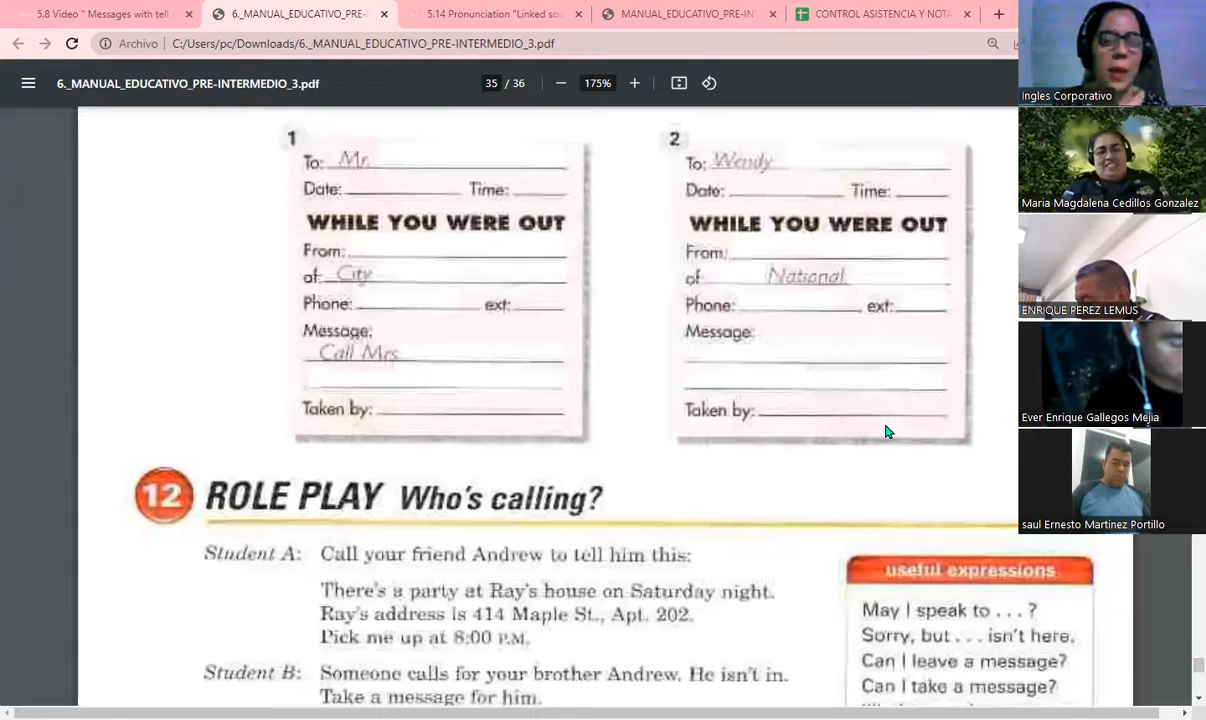 5.8 Video " Messages with tell
6._MANUAL_EDUCATIVO_PRE-
5.14 Pronunciation "Linked sou
MANUAL_EDUCATIVO_PRE-INT
CONTROL ASISTENCIA Y NOTA
Archivo C:/Users/pc/Downloads/6._MANUAL_EDUCATIVO_PRE-INTERMEDIO_3.pdf
6._MANUAL_EDUCATIVO_PRE-INTERMEDIO_3.pdf
35 / 36
175%
Ingles Corporativo
Maria Magdalena Cedillos Gonzalez
ENRIQUE PEREZ LEMUS
Ever Enrique Gallegos Mejia
saul Ernesto Martinez Portillo
1
To: Mr.
Date: Time:
WHILE YOU WERE OUT
From:
of: City
Phone: ext:
Message:
Call Mrs.
Taken by:
2
To: Wendy
Date: Time:
WHILE YOU WERE OUT
From:
of National
Phone: ext:
Message:
Taken by:
12 ROLE PLAY Who's calling?
Student A: Call your friend Andrew to tell him this:
There's a party at Ray's house on Saturday night.
Ray's address is 414 Maple St., Apt. 202.
Pick me up at 8:00 P.M.
Student B: Someone calls for your brother Andrew. He isn't in.
Take a message for him.
useful expressions
May I speak to . . . ?
Sorry, but . . . isn't here.
Can I leave a message?
Can I take a message?